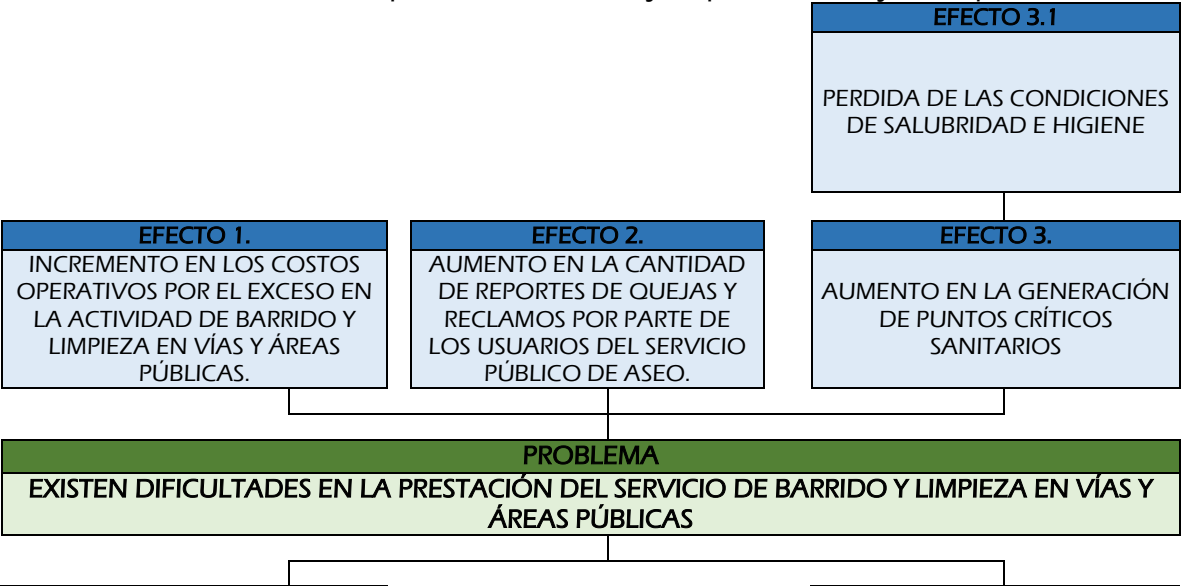 EFECTO 3.1
PERDIDA DE LAS CONDICIONES
DE SALUBRIDAD E HIGIENE
EFECTO 1.
INCREMENTO EN LOS COSTOS
OPERATIVOS POR EL EXCESO EN
LA ACTIVIDAD DE BARRIDO Y
LIMPIEZA EN VÍAS Y ÁREAS
PÚBLICAS.
EFECTO 2.
AUMENTO EN LA CANTIDAD
DE REPORTES DE QUEJAS Y
RECLAMOS POR PARTE DE
LOS USUARIOS DEL SERVICIO
PÚBLICO DE ASEO.
EFECTO 3.
AUMENTO EN LA GENERACIÓN
DE PUNTOS CRÍTICOS
SANITARIOS
PROBLEMA
EXISTEN DIFICULTADES EN LA PRESTACIÓN DEL SERVICIO DE BARRIDO Y LIMPIEZA EN VÍAS Y
ÁREAS PÚBLICAS